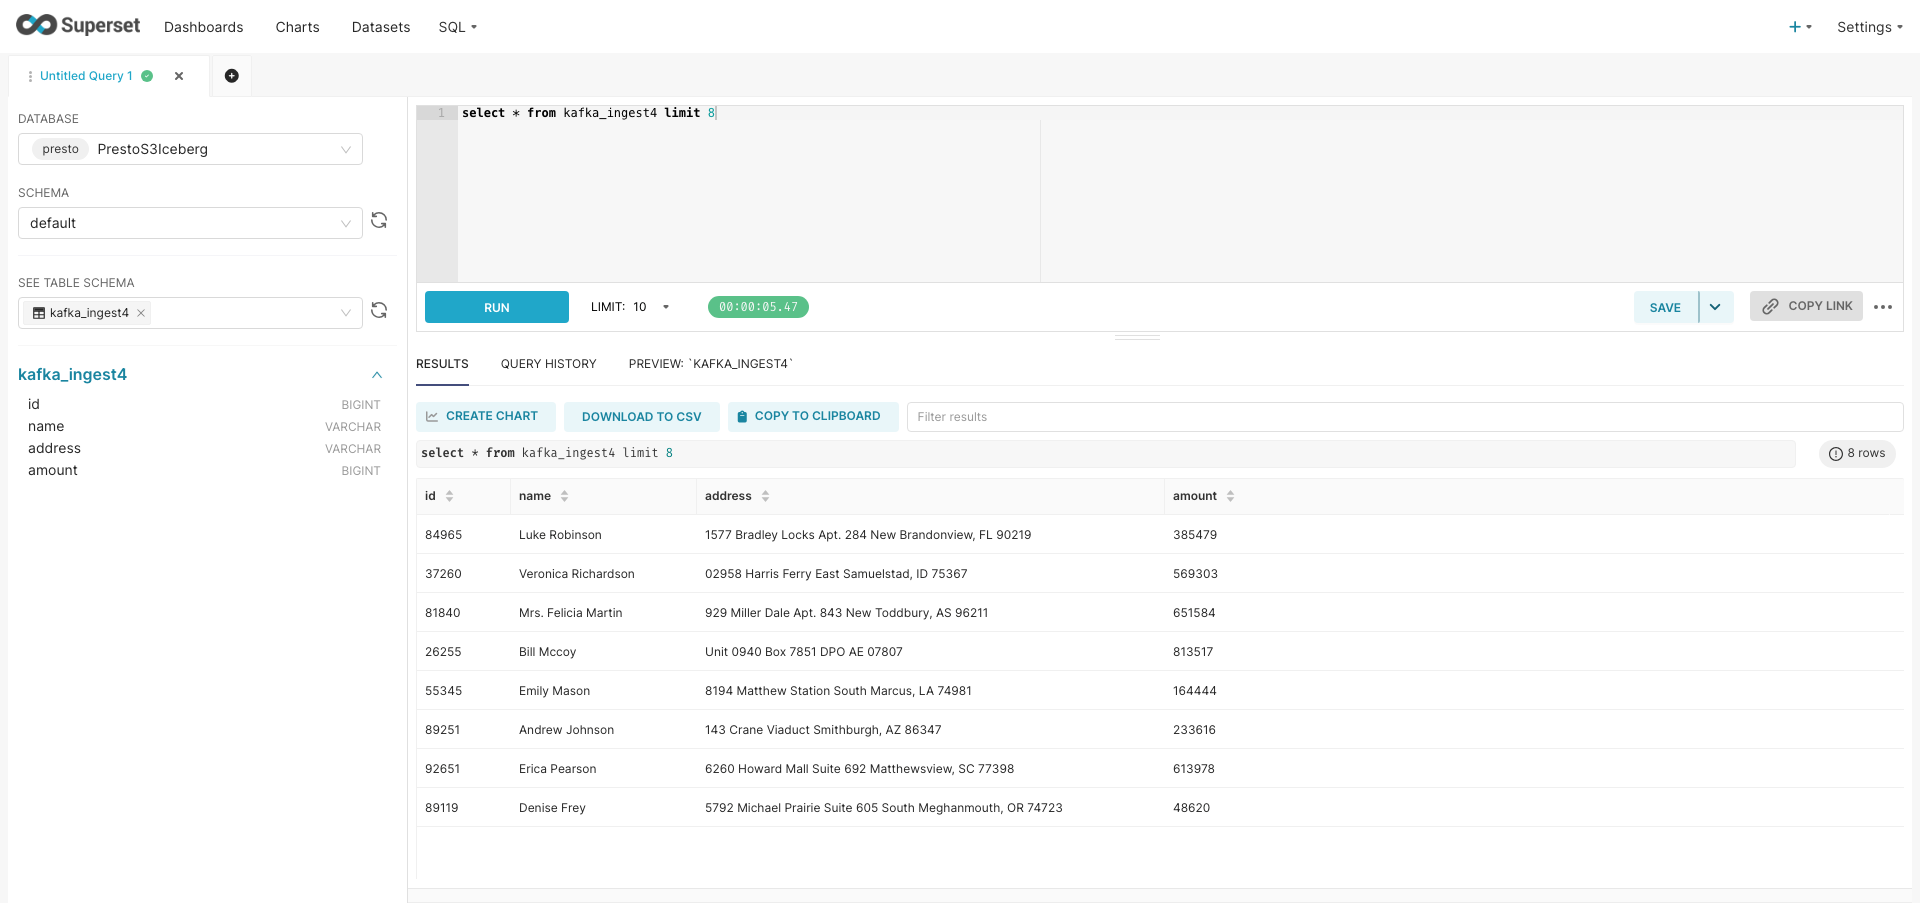 Superset Dashboards Charts Datasets SQL + Settings
Untitled Query 1
DATABASE
presto PrestoS3Iceberg
SCHEMA
default
SEE TABLE SCHEMA
kafka_ingest4
kafka_ingest4
id BIGINT
name VARCHAR
address VARCHAR
amount BIGINT
1 select * from kafka_ingest4 limit 8
RUN LIMIT: 10 00:00:05.47 SAVE COPY LINK
RESULTS QUERY HISTORY PREVIEW: `KAFKA_INGEST4`
CREATE CHART DOWNLOAD TO CSV COPY TO CLIPBOARD Filter results
select * from kafka_ingest4 limit 8 8 rows
id name address amount
84965 Luke Robinson 1577 Bradley Locks Apt. 284 New Brandonview, FL 90219 385479
37260 Veronica Richardson 02958 Harris Ferry East Samuelstad, ID 75367 569303
81840 Mrs. Felicia Martin 929 Miller Dale Apt. 843 New Toddbury, AS 96211 651584
26255 Bill Mccoy Unit 0940 Box 7851 DPO AE 07807 813517
55345 Emily Mason 8194 Matthew Station South Marcus, LA 74981 164444
89251 Andrew Johnson 143 Crane Viaduct Smithburgh, AZ 86347 233616
92651 Erica Pearson 6260 Howard Mall Suite 692 Matthewsview, SC 77398 613978
89119 Denise Frey 5792 Michael Prairie Suite 605 South Meghanmouth, OR 74723 48620